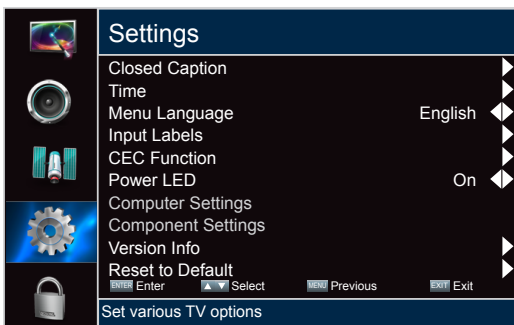 Settings
Closed Caption
Time
Menu Language English
Input Labels
CEC Function
Power LED On
Computer Settings
Component Settings
Version Info
Reset to Default
ENTER Enter ▲ ▼ Select MENU Previous EXIT Exit
Set various TV options